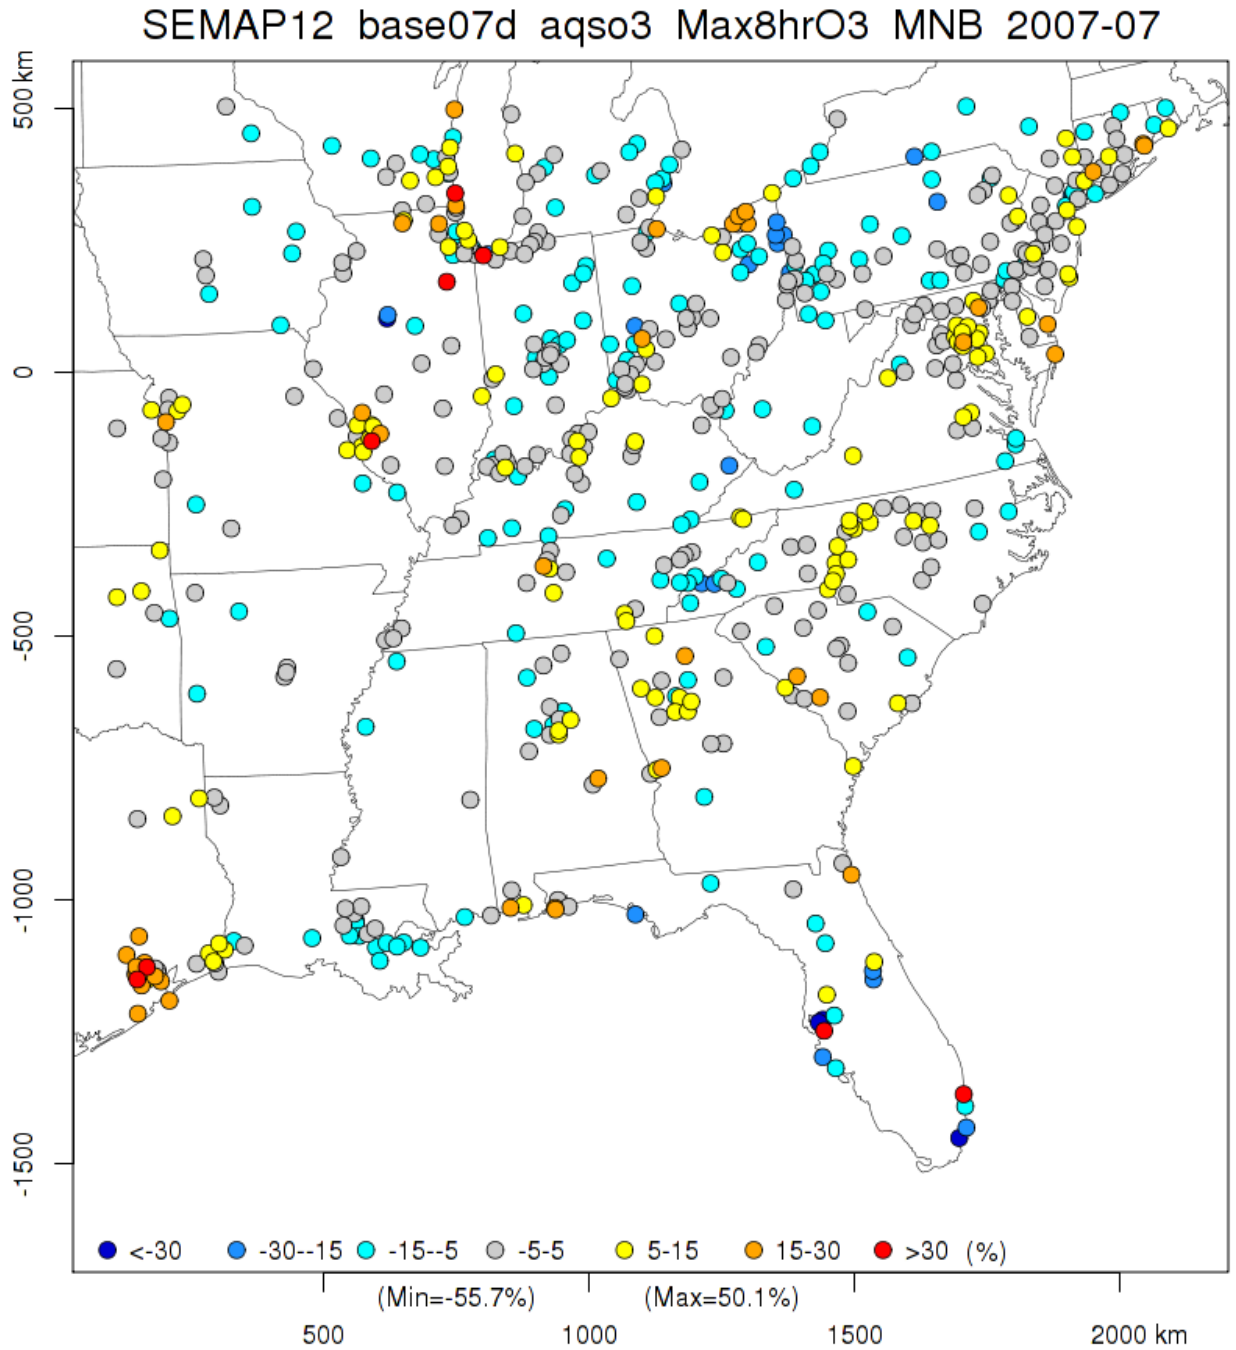 SEMAP12 base07d aqso3 Max8hrO3 MNB 2007-07
500 km
0
-500
-1000
-1500
<-30 -30--15 -15--5 -5-5 5-15 15-30 >30 (%)
(Min=-55.7%) (Max=50.1%)
500 1000 1500 2000 km